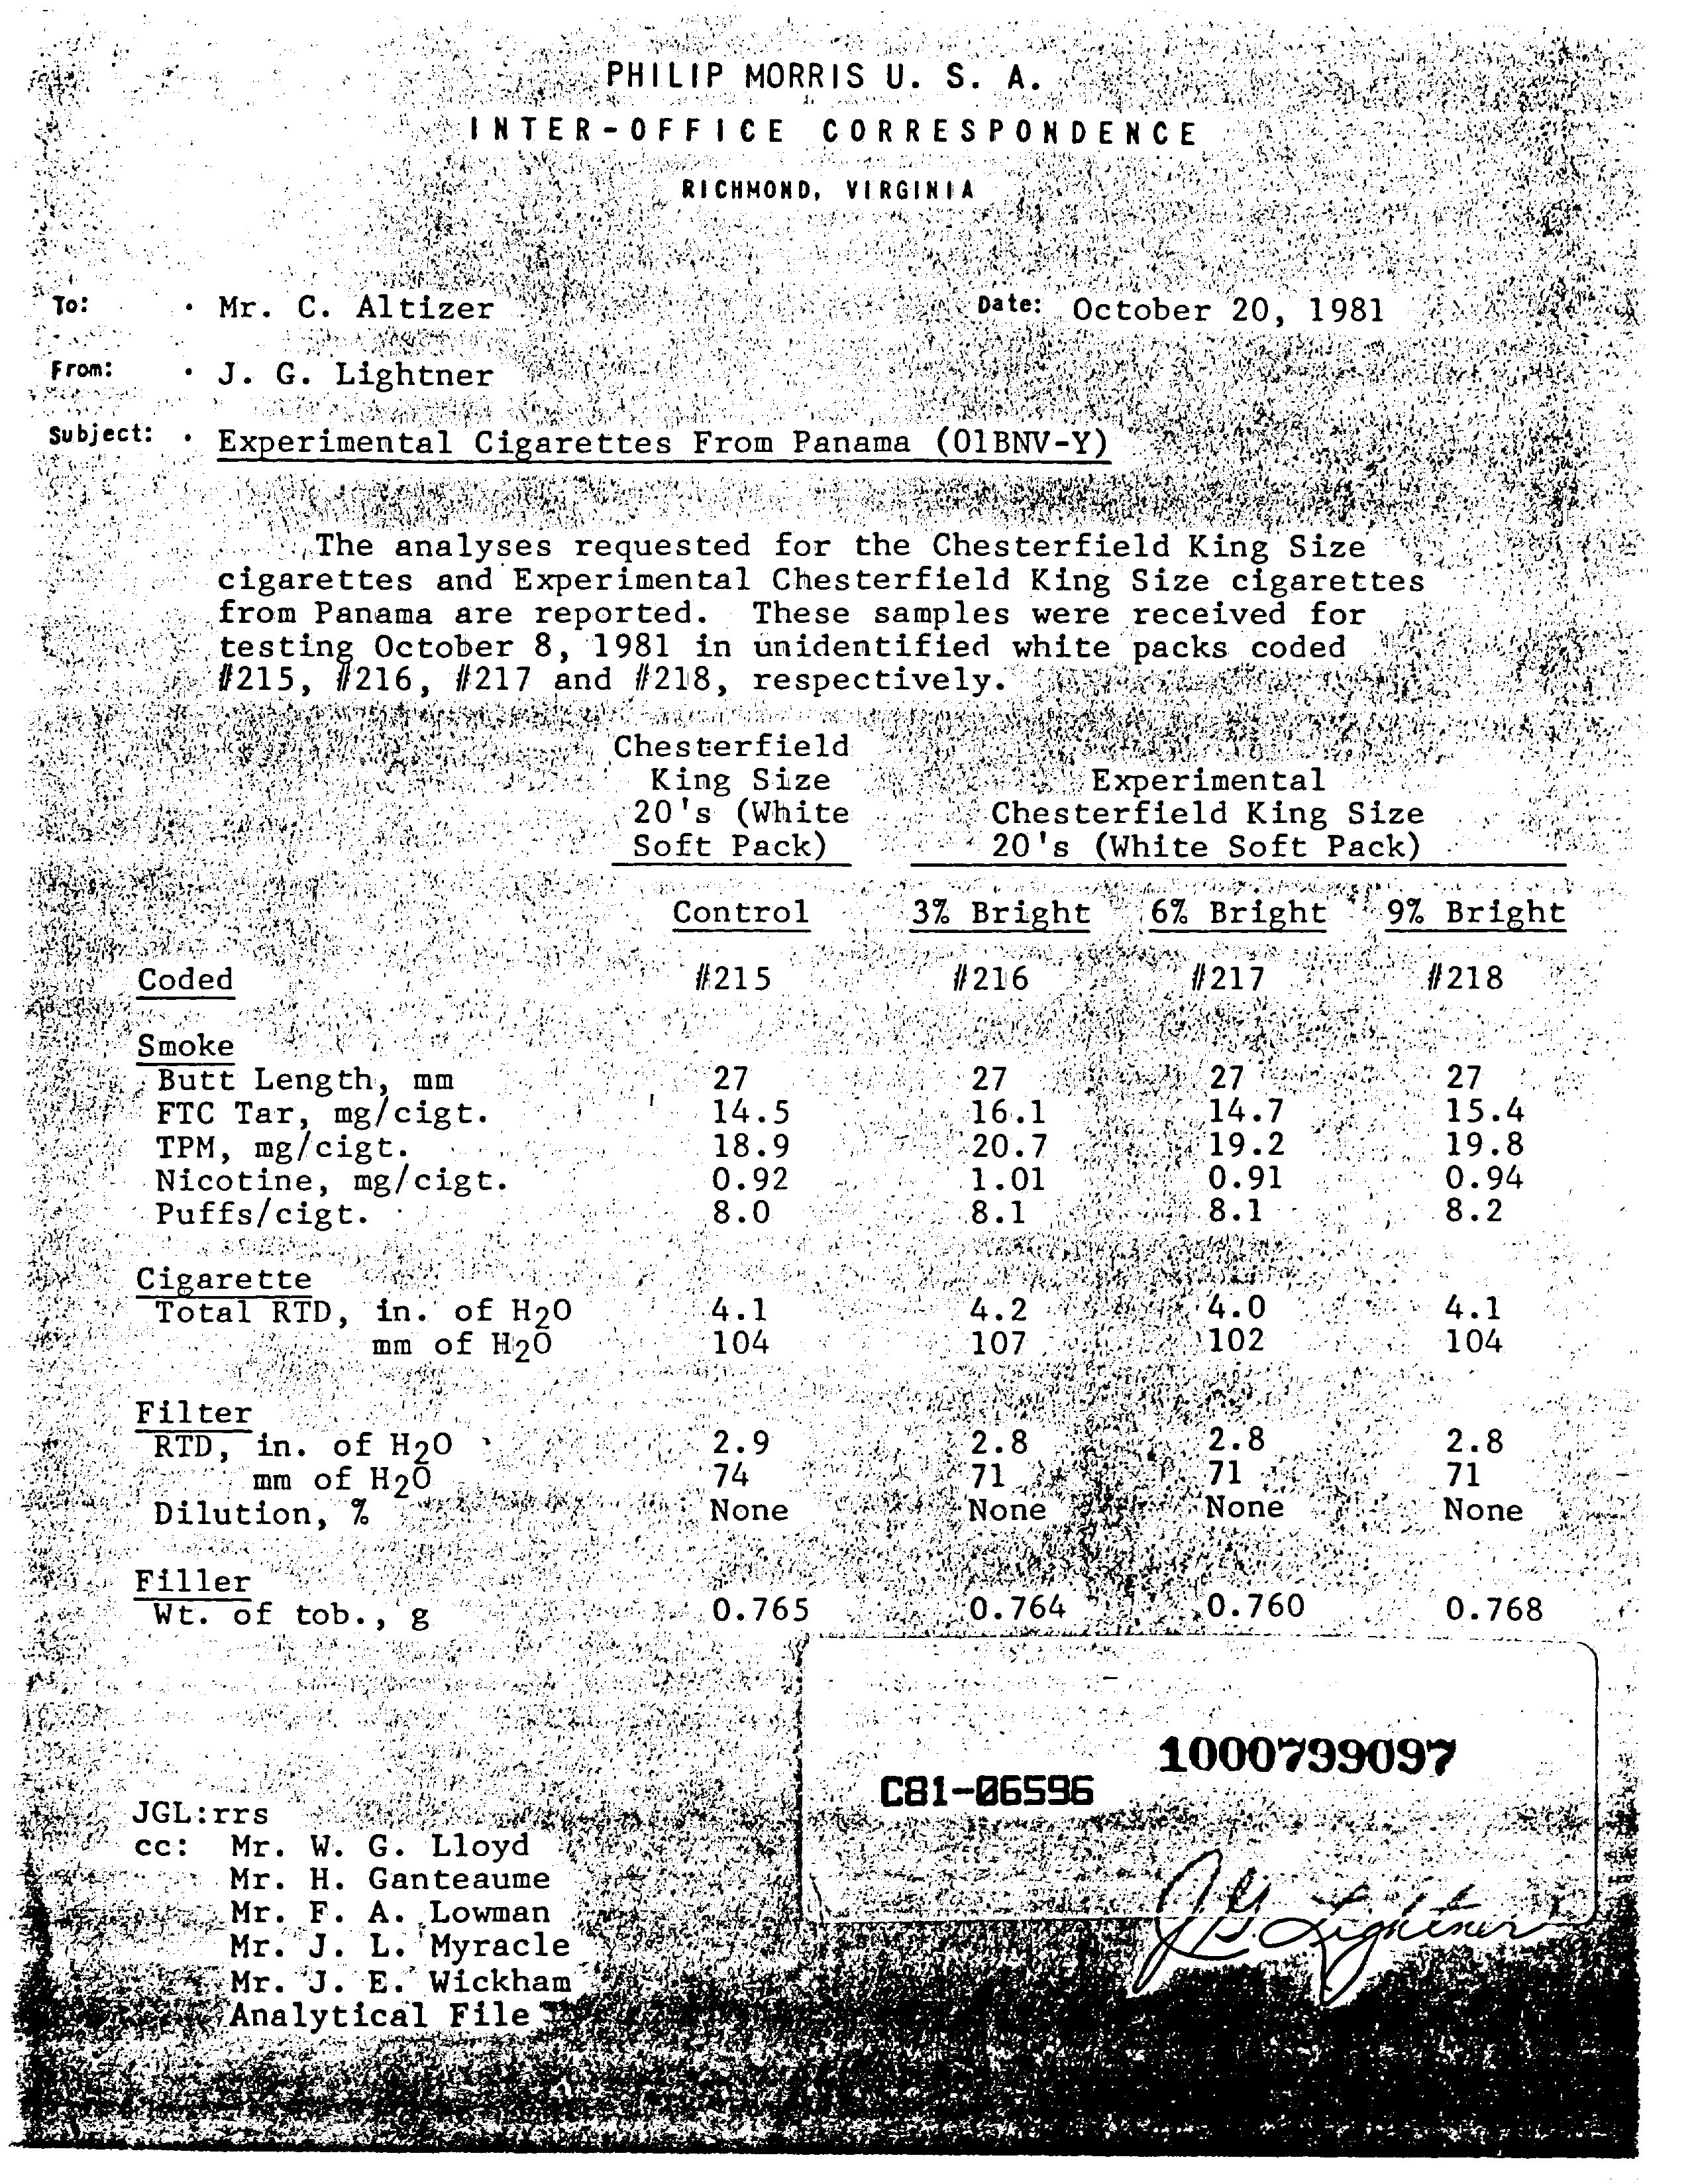 PHILIP MORRIS U. S. A.
INTER-OFFICE CORRESPONDENCE
RICHMOND, VIRGINIA
To: . Mr. C. Altizer Date: October 20, 1981
From: . J. G. Lightner
Subject: . Experimental Cigarettes From Panama (01BNV-Y)
The analyses requested for the Chesterfield King Size
cigarettes and Experimental Chesterfield King Size cigarettes
from Panama are reported. These samples were received for
testing October 8, 1981 in unidentified white packs coded
#215, #216, #217 and #218, respectively.
Chesterfield
King Size Experimental
20's (White Chesterfield King Size
Soft Pack) 20's (White Soft Pack)
Control 3% Bright 6% Bright 9% Bright
Coded #215 #216 #217 #218
Smoke
Butt Length, mm 27 27 27 27
FTC Tar, mg/cigt. 14.5 16.1 14.7 15.4
TPM, mg/cigt. 18.9 20.7 19.2 19.8
Nicotine, mg/cigt. 0.92 1.01 0.91 0.94
Puffs/cigt. 8.0 8.1 8.1 8.2
Cigarette
Total RTD, in. of H2O 4.1 4.2 4.0 4.1
mm of H2O 104 107 102 104
Filter
RTD, in. of H2O 2.9 2.8 2.8 2.8
mm of H2O 74 71 71 71
Dilution, % None None None None
Filler
Wt. of tob., g 0.765 0.764 0.760 0.768
1000799097
C81-06596
JGL:rrs
cc: Mr. W. G. Lloyd
Mr. H. Ganteaume
Mr. F. A. Lowman
J G Lightner
Mr. J. L. Myracle
Mr. J. E. Wickham
Analytical File